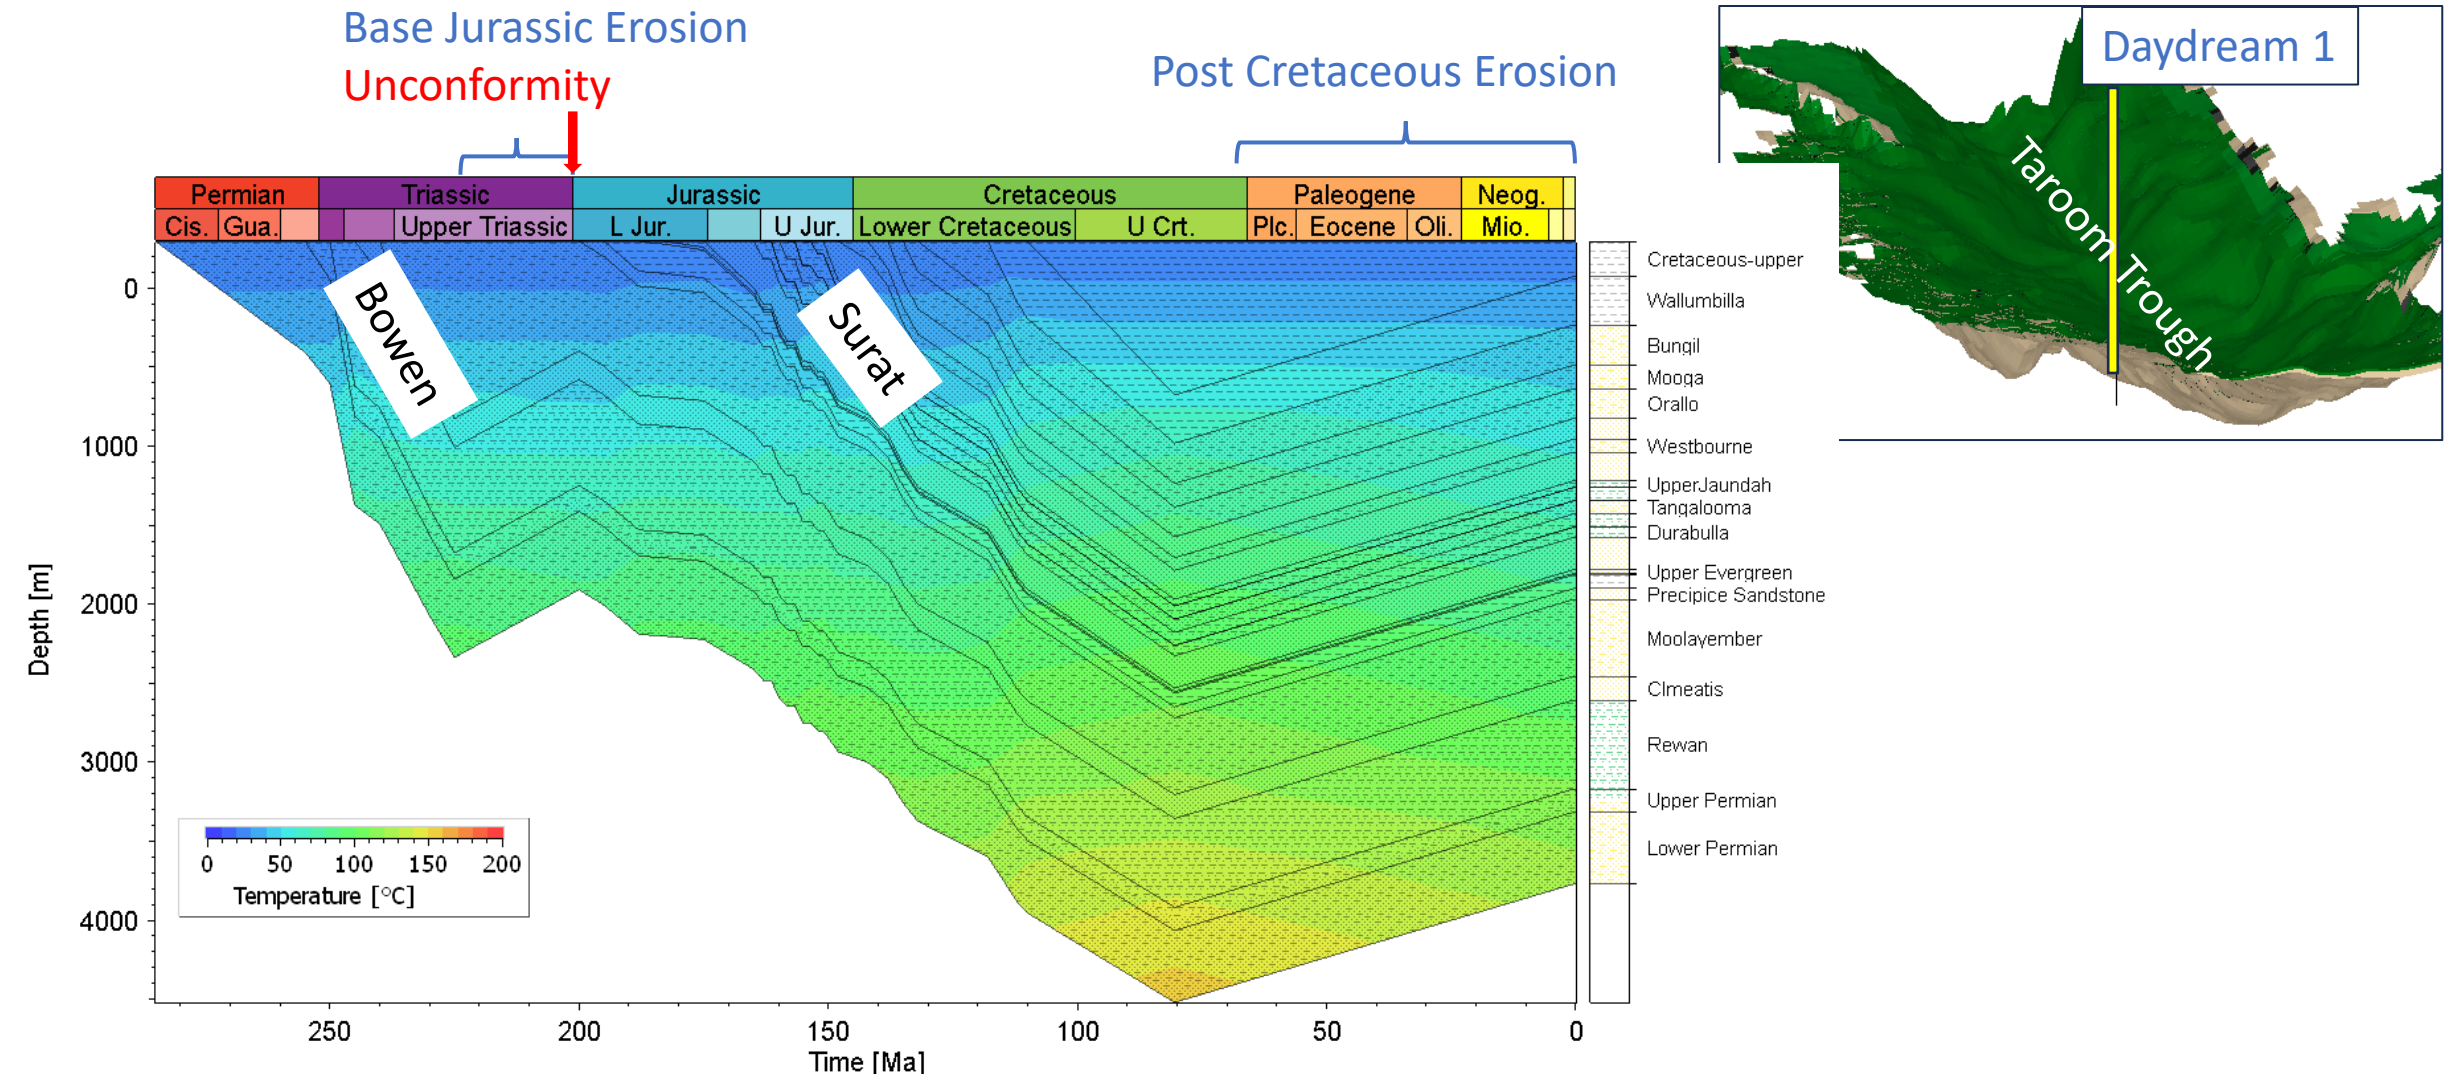 Base Jurassic Erosion
Unconformity
Post Cretaceous Erosion
Daydream 1
Taroom Trough
Permian Triassic Jurassic Cretaceous Paleogene Neog.
Cis. Gua. Upper Triassic L Jur. U Jur. Lower Cretaceous U Crt. Plc. Eocene Oli. Mio.
Bowen
Surat
Depth [m]
0
1000
2000
3000
4000
Cretaceous-upper
Wallumbilla
Bungil
Mooga
Orallo
Westbourne
UpperJaundah
Tangalooma
Durabulla
Upper Evergreen
Precipice Sandstone
Moolayember
Clmeatis
Rewan
Upper Permian
Lower Permian
0 50 100 150 200
Temperature [°C]
250 200 150 100 50 0
Time [Ma]